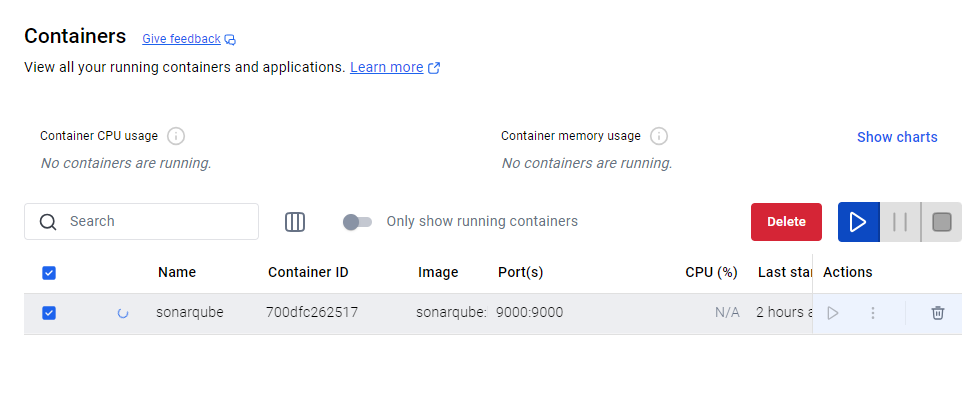 Containers Give feedback
View all your running containers and applications. Learn more
Container CPU usage Container memory usage Show charts
No containers are running. No containers are running.
Search Only show running containers Delete
Name Container ID Image Port(s) CPU (%) Last star Actions
sonarqube 700dfc262517 sonarqube: 9000:9000 N/A 2 hours a